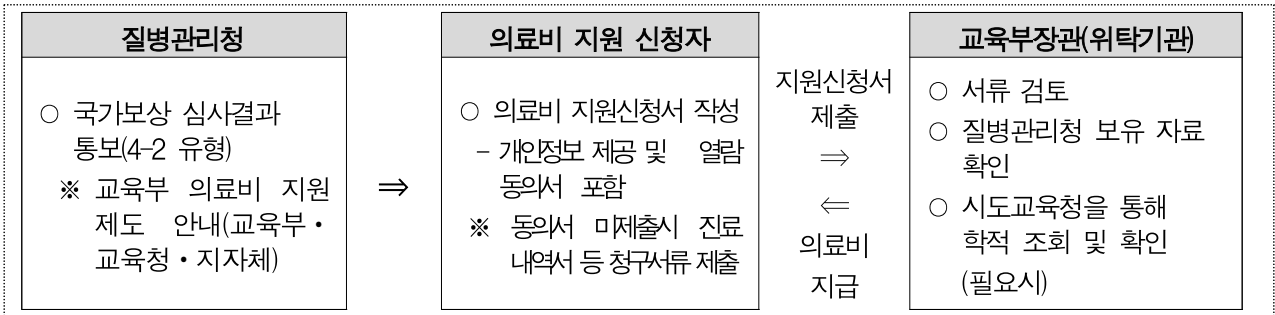 질병관리청
○ 국가보상 심사결과
통보(4-2 유형)
※ 교육부 의료비 지원
제도 안내(교육부·
교육청·지자체)
⇒
의료비 지원 신청자
○ 의료비 지원신청서 작성
- 개인정보 제공 및 열람
동의서 포함
※ 동의서 미제출시 진료
내역서 등 청구서류 제출
지원신청서
제출
⇒
⇐
의료비
지급
교육부장관(위탁기관)
○ 서류 검토
○ 질병관리청 보유 자료
확인
○ 시도교육청을 통해
학적 조회 및 확인
(필요시)